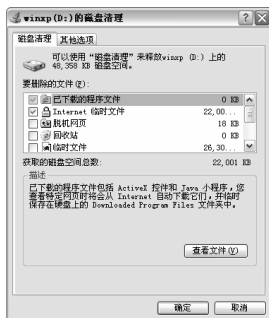 winxp (D:)的磁盘清理
磁盘清理 其他选项
可以使用“磁盘清理”来释放winxp (D:) 上的
48,358 KB 磁盘空间。
要删除的文件(F):
已下载的程序文件 0 KB
Internet 临时文件 22,00...
脱机网页 18 KB
回收站 0 KB
临时文件 26,30...
获取的磁盘空间总数: 22,001 KB
描述
已下载的程序文件包括 ActiveX 控件和 Java 小程序，您
查看特定网页时将会从 Internet 自动下载它们，并临时
保存在硬盘上的 Downloaded Program Files 文件夹中。
查看文件(V)
确定 取消